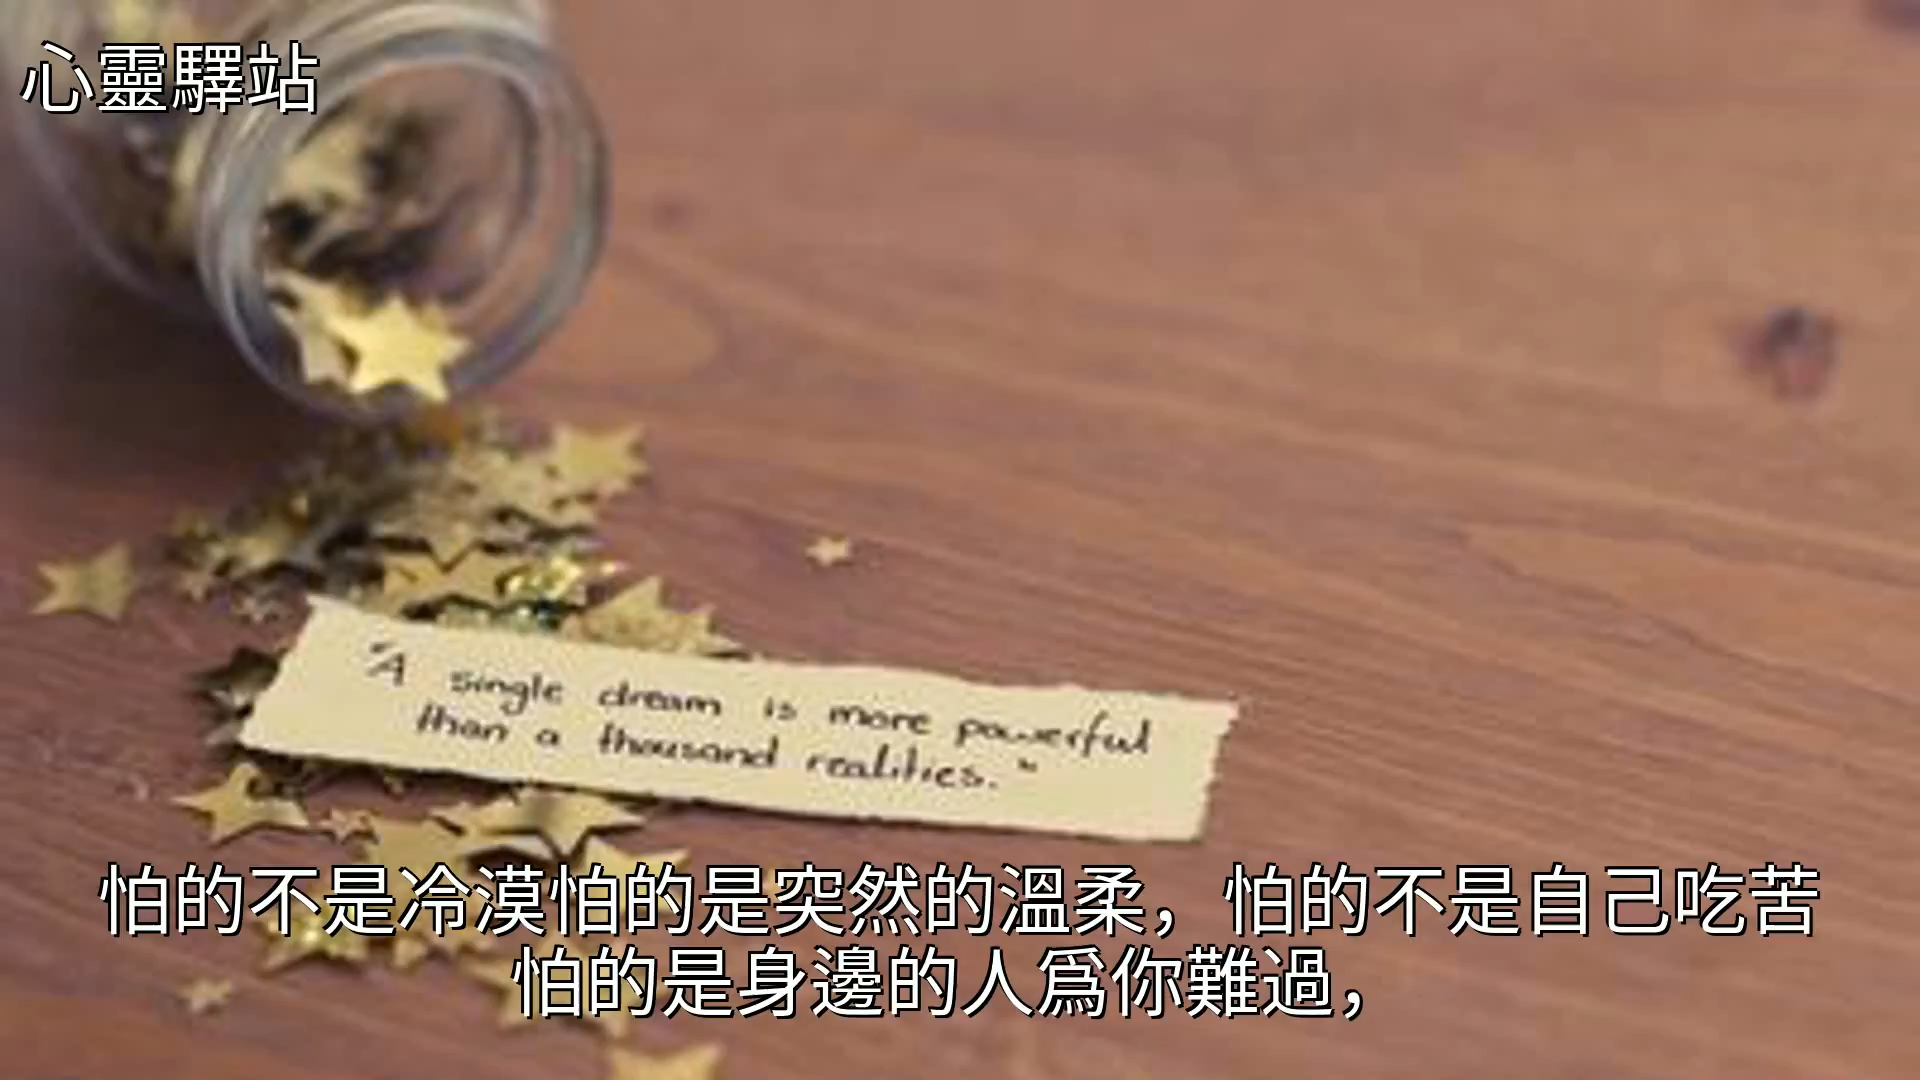 心靈驛站
"A single dream is more powerful
than a thousand realities."
怕的不是冷漠怕的是突然的溫柔，怕的不是自己吃苦
怕的是身邊的人爲你難過，